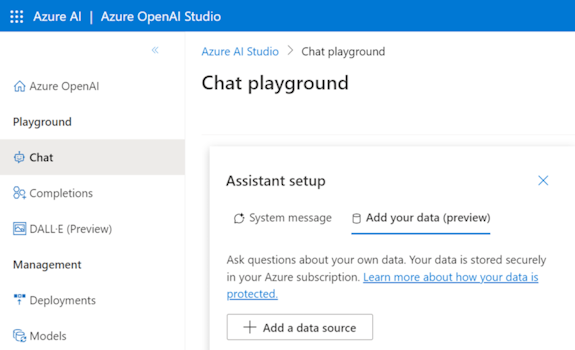 Azure AI | Azure OpenAI Studio
Azure AI Studio > Chat playground
Chat playground
Azure OpenAI
Playground
Chat
Completions
DALL·E (Preview)
Management
Deployments
Models
Assistant setup
System message Add your data (preview)
Ask questions about your own data. Your data is stored securely
in your Azure subscription. Learn more about how your data is
protected.
+ Add a data source